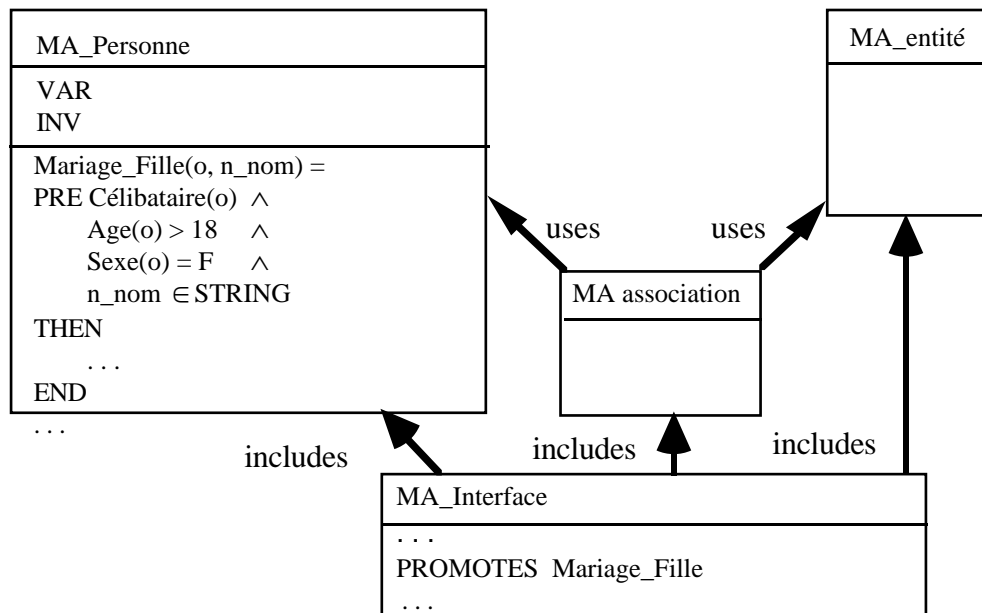 MA_Personne
VAR
INV
Mariage_Fille(o, n_nom) =
PRE Célibataire(o) ∧
Age(o) > 18 ∧
Sexe(o) = F ∧
n_nom ∈ STRING
THEN
. . .
END
. . .
MA_entité
uses
uses
MA association
includes
includes
includes
MA_Interface
. . .
PROMOTES Mariage_Fille
. . .